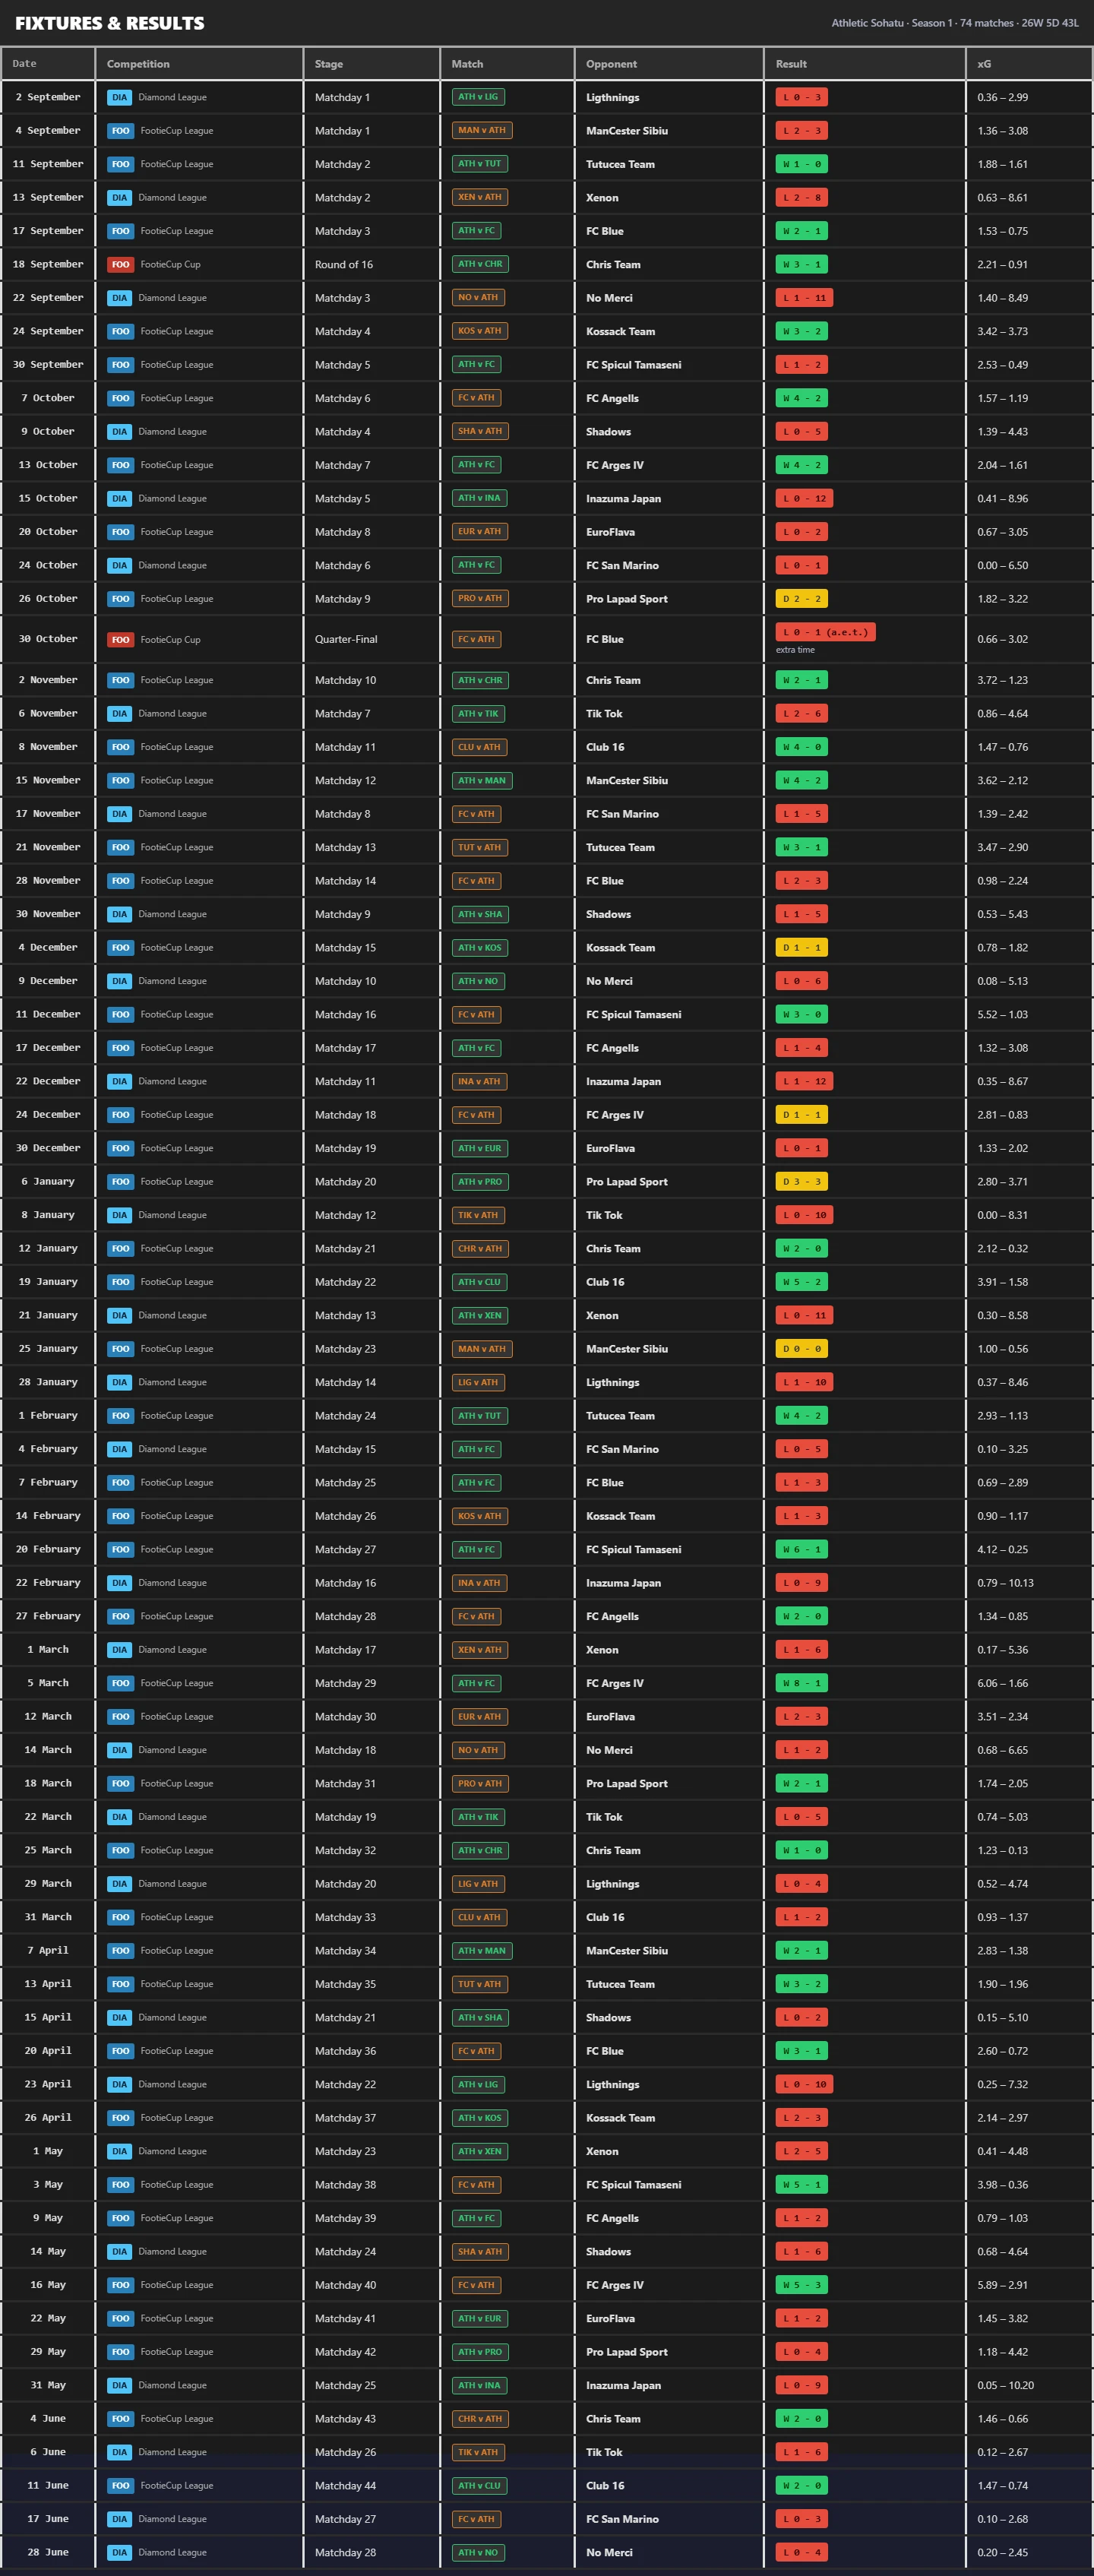 FIXTURES & RESULTS
Athletic Sohatu · Season 1 · 74 matches · 26W 5D 43L
Date Competition Stage Match Opponent Result xG
2 September DIA Diamond League Matchday 1 ATH v LIG Ligthnings L 0 - 3 0.36 – 2.99
4 September FOO FootieCup League Matchday 1 MAN v ATH ManCester Sibiu L 2 - 3 1.36 – 3.08
11 September FOO FootieCup League Matchday 2 ATH v TUT Tutucea Team W 1 - 0 1.88 – 1.61
13 September DIA Diamond League Matchday 2 XEN v ATH Xenon L 2 - 8 0.63 – 8.61
17 September FOO FootieCup League Matchday 3 ATH v FC FC Blue W 2 - 1 1.53 – 0.75
18 September FOO FootieCup Cup Round of 16 ATH v CHR Chris Team W 3 - 1 2.21 – 0.91
22 September DIA Diamond League Matchday 3 NO v ATH No Merci L 1 - 11 1.40 – 8.49
24 September FOO FootieCup League Matchday 4 KOS v ATH Kossack Team W 3 - 2 3.42 – 3.73
30 September FOO FootieCup League Matchday 5 ATH v FC FC Spicul Tamaseni L 1 - 2 2.53 – 0.49
7 October FOO FootieCup League Matchday 6 FC v ATH FC Angells W 4 - 2 1.57 – 1.19
9 October DIA Diamond League Matchday 4 SHA v ATH Shadows L 0 - 5 1.39 – 4.43
13 October FOO FootieCup League Matchday 7 ATH v FC FC Arges IV W 4 - 2 2.04 – 1.61
15 October DIA Diamond League Matchday 5 ATH v INA Inazuma Japan L 0 - 12 0.41 – 8.96
20 October FOO FootieCup League Matchday 8 EUR v ATH EuroFlava L 0 - 2 0.67 – 3.05
24 October DIA Diamond League Matchday 6 ATH v FC FC San Marino L 0 - 1 0.00 – 6.50
26 October FOO FootieCup League Matchday 9 PRO v ATH Pro Lapad Sport D 2 - 2 1.82 – 3.22
30 October FOO FootieCup Cup Quarter-Final FC v ATH FC Blue L 0 - 1 (a.e.t.) 0.66 – 3.02
extra time
2 November FOO FootieCup League Matchday 10 ATH v CHR Chris Team W 2 - 1 3.72 – 1.23
6 November DIA Diamond League Matchday 7 ATH v TIK Tik Tok L 2 - 6 0.86 – 4.64
8 November FOO FootieCup League Matchday 11 CLU v ATH Club 16 W 4 - 0 1.47 – 0.76
15 November FOO FootieCup League Matchday 12 ATH v MAN ManCester Sibiu W 4 - 2 3.62 – 2.12
17 November DIA Diamond League Matchday 8 FC v ATH FC San Marino L 1 - 5 1.39 – 2.42
21 November FOO FootieCup League Matchday 13 TUT v ATH Tutucea Team W 3 - 1 3.47 – 2.90
28 November FOO FootieCup League Matchday 14 FC v ATH FC Blue L 2 - 3 0.98 – 2.24
30 November DIA Diamond League Matchday 9 ATH v SHA Shadows L 1 - 5 0.53 – 5.43
4 December FOO FootieCup League Matchday 15 ATH v KOS Kossack Team D 1 - 1 0.78 – 1.82
9 December DIA Diamond League Matchday 10 ATH v NO No Merci L 0 - 6 0.08 – 5.13
11 December FOO FootieCup League Matchday 16 FC v ATH FC Spicul Tamaseni W 3 - 0 5.52 – 1.03
17 December FOO FootieCup League Matchday 17 ATH v FC FC Angells L 1 - 4 1.32 – 3.08
22 December DIA Diamond League Matchday 11 INA v ATH Inazuma Japan L 1 - 12 0.35 – 8.67
24 December FOO FootieCup League Matchday 18 FC v ATH FC Arges IV D 1 - 1 2.81 – 0.83
30 December FOO FootieCup League Matchday 19 ATH v EUR EuroFlava L 0 - 1 1.33 – 2.02
6 January FOO FootieCup League Matchday 20 ATH v PRO Pro Lapad Sport D 3 - 3 2.80 – 3.71
8 January DIA Diamond League Matchday 12 TIK v ATH Tik Tok L 0 - 10 0.00 – 8.31
12 January FOO FootieCup League Matchday 21 CHR v ATH Chris Team W 2 - 0 2.12 – 0.32
19 January FOO FootieCup League Matchday 22 ATH v CLU Club 16 W 5 - 2 3.91 – 1.58
21 January DIA Diamond League Matchday 13 ATH v XEN Xenon L 0 - 11 0.30 – 8.58
25 January FOO FootieCup League Matchday 23 MAN v ATH ManCester Sibiu D 0 - 0 1.00 – 0.56
28 January DIA Diamond League Matchday 14 LIG v ATH Ligthnings L 1 - 10 0.37 – 8.46
1 February FOO FootieCup League Matchday 24 ATH v TUT Tutucea Team W 4 - 2 2.93 – 1.13
4 February DIA Diamond League Matchday 15 ATH v FC FC San Marino L 0 - 5 0.10 – 3.25
7 February FOO FootieCup League Matchday 25 ATH v FC FC Blue L 1 - 3 0.69 – 2.89
14 February FOO FootieCup League Matchday 26 KOS v ATH Kossack Team L 1 - 3 0.90 – 1.17
20 February FOO FootieCup League Matchday 27 ATH v FC FC Spicul Tamaseni W 6 - 1 4.12 – 0.25
22 February DIA Diamond League Matchday 16 INA v ATH Inazuma Japan L 0 - 9 0.79 – 10.13
27 February FOO FootieCup League Matchday 28 FC v ATH FC Angells W 2 - 0 1.34 – 0.85
1 March DIA Diamond League Matchday 17 XEN v ATH Xenon L 1 - 6 0.17 – 5.36
5 March FOO FootieCup League Matchday 29 ATH v FC FC Arges IV W 8 - 1 6.06 – 1.66
12 March FOO FootieCup League Matchday 30 EUR v ATH EuroFlava L 2 - 3 3.51 – 2.34
14 March DIA Diamond League Matchday 18 NO v ATH No Merci L 1 - 2 0.68 – 6.65
18 March FOO FootieCup League Matchday 31 PRO v ATH Pro Lapad Sport W 2 - 1 1.74 – 2.05
22 March DIA Diamond League Matchday 19 ATH v TIK Tik Tok L 0 - 5 0.74 – 5.03
25 March FOO FootieCup League Matchday 32 ATH v CHR Chris Team W 1 - 0 1.23 – 0.13
29 March DIA Diamond League Matchday 20 LIG v ATH Ligthnings L 0 - 4 0.52 – 4.74
31 March FOO FootieCup League Matchday 33 CLU v ATH Club 16 L 1 - 2 0.93 – 1.37
7 April FOO FootieCup League Matchday 34 ATH v MAN ManCester Sibiu W 2 - 1 2.83 – 1.38
13 April FOO FootieCup League Matchday 35 TUT v ATH Tutucea Team W 3 - 2 1.90 – 1.96
15 April DIA Diamond League Matchday 21 ATH v SHA Shadows L 0 - 2 0.15 – 5.10
20 April FOO FootieCup League Matchday 36 FC v ATH FC Blue W 3 - 1 2.60 – 0.72
23 April DIA Diamond League Matchday 22 ATH v LIG Ligthnings L 0 - 10 0.25 – 7.32
26 April FOO FootieCup League Matchday 37 ATH v KOS Kossack Team L 2 - 3 2.14 – 2.97
1 May DIA Diamond League Matchday 23 ATH v XEN Xenon L 2 - 5 0.41 – 4.48
3 May FOO FootieCup League Matchday 38 FC v ATH FC Spicul Tamaseni W 5 - 1 3.98 – 0.36
9 May FOO FootieCup League Matchday 39 ATH v FC FC Angells L 1 - 2 0.79 – 1.03
14 May DIA Diamond League Matchday 24 SHA v ATH Shadows L 1 - 6 0.68 – 4.64
16 May FOO FootieCup League Matchday 40 FC v ATH FC Arges IV W 5 - 3 5.89 – 2.91
22 May FOO FootieCup League Matchday 41 ATH v EUR EuroFlava L 1 - 2 1.45 – 3.82
29 May FOO FootieCup League Matchday 42 ATH v PRO Pro Lapad Sport L 0 - 4 1.18 – 4.42
31 May DIA Diamond League Matchday 25 ATH v INA Inazuma Japan L 0 - 9 0.05 – 10.20
4 June FOO FootieCup League Matchday 43 CHR v ATH Chris Team W 2 - 0 1.46 – 0.66
6 June DIA Diamond League Matchday 26 TIK v ATH Tik Tok L 1 - 6 0.12 – 2.67
11 June FOO FootieCup League Matchday 44 ATH v CLU Club 16 W 2 - 0 1.47 – 0.74
17 June DIA Diamond League Matchday 27 FC v ATH FC San Marino L 0 - 3 0.10 – 2.68
28 June DIA Diamond League Matchday 28 ATH v NO No Merci L 0 - 4 0.20 – 2.45